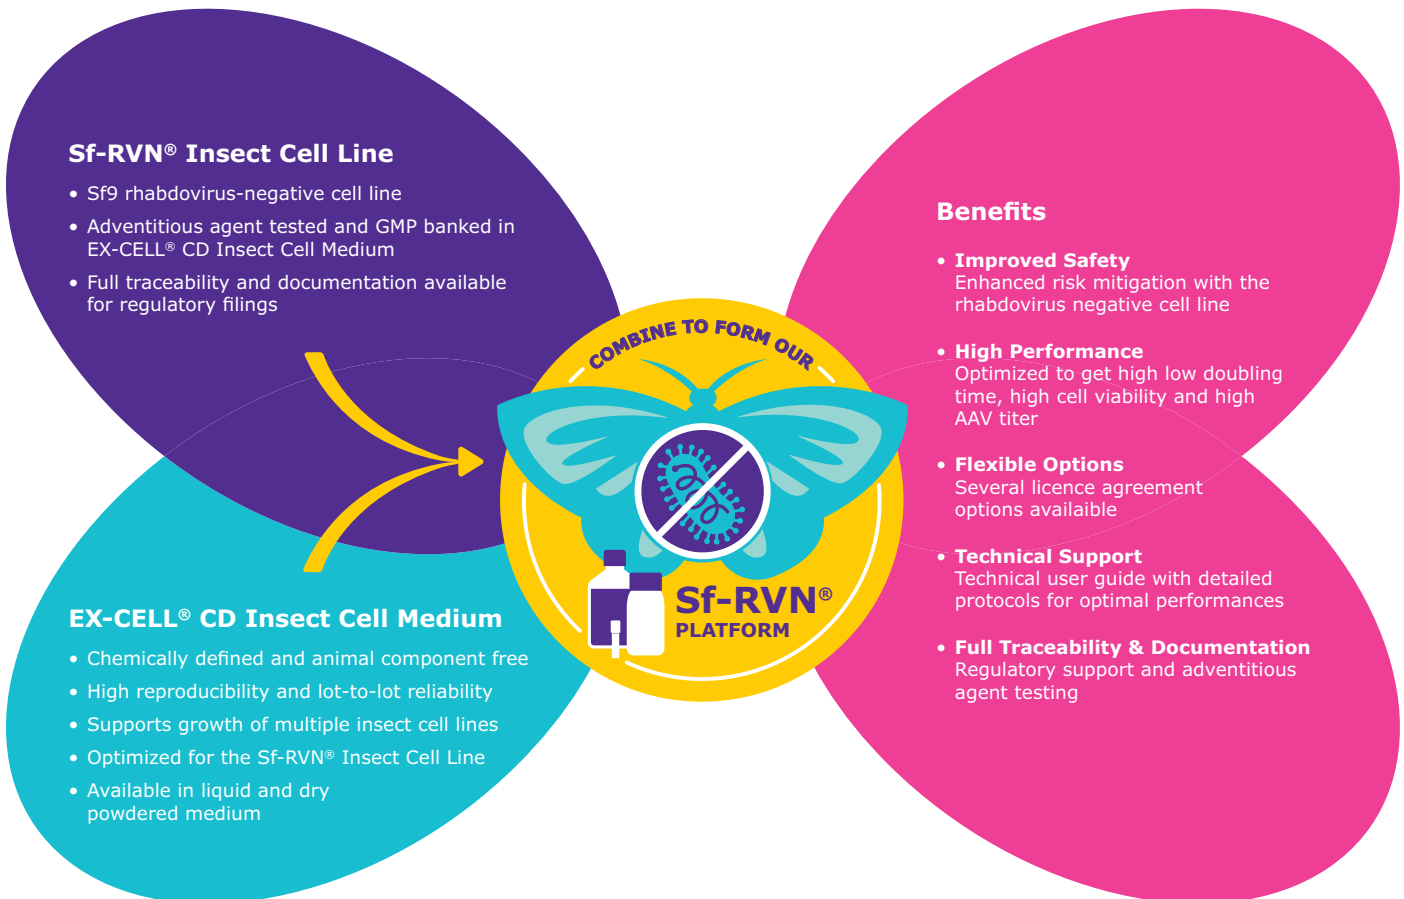 Sf-RVN® Insect Cell Line
• Sf9 rhabdovirus-negative cell line
• Adventitious agent tested and GMP banked in
EX-CELL® CD Insect Cell Medium
• Full traceability and documentation available
for regulatory filings
EX-CELL® CD Insect Cell Medium
• Chemically defined and animal component free
• High reproducibility and lot-to-lot reliability
• Supports growth of multiple insect cell lines
• Optimized for the Sf-RVN® Insect Cell Line
• Available in liquid and dry
powdered medium
COMBINE TO FORM OUR
Sf-RVN®
PLATFORM
Benefits
• Improved Safety
Enhanced risk mitigation with the
rhabdovirus negative cell line
• High Performance
Optimized to get high low doubling
time, high cell viability and high
AAV titer
• Flexible Options
Several licence agreement
options availaible
• Technical Support
Technical user guide with detailed
protocols for optimal performances
• Full Traceability & Documentation
Regulatory support and adventitious
agent testing